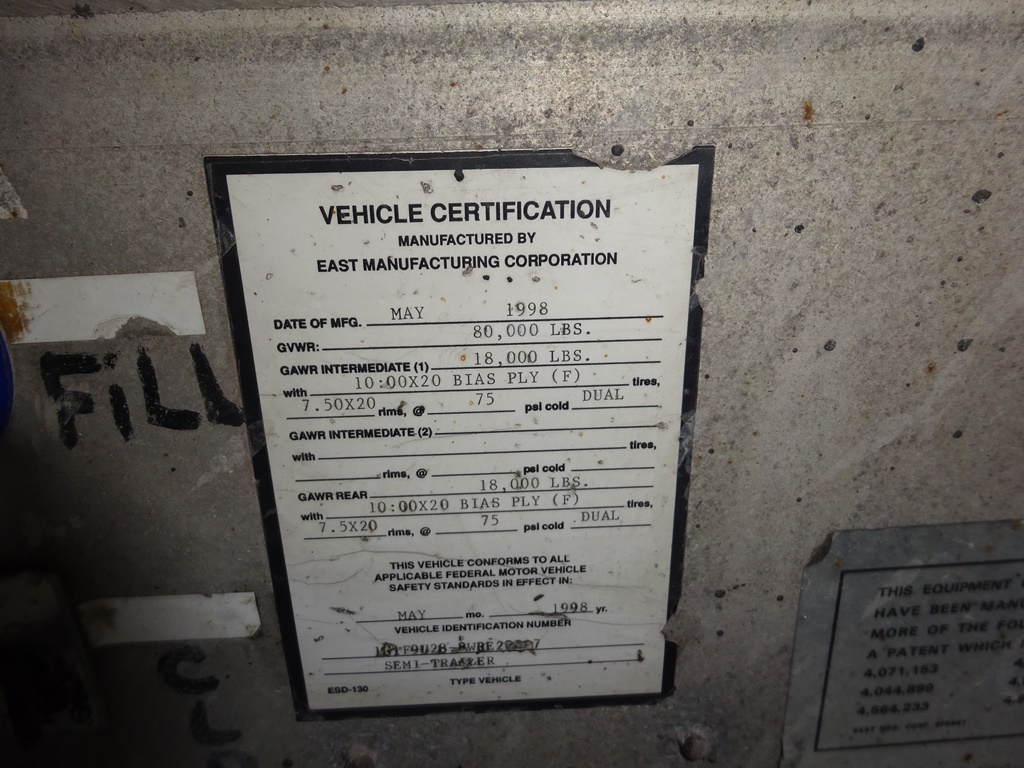 VEHICLE CERTIFICATION
MANUFACTURED BY
EAST MANUFACTURING CORPORATION
DATE OF MFG. MAY 1998
GVWR: 80,000 LBS.
GAWR INTERMEDIATE (1) 18,000 LBS.
with 10:00X20 BIAS PLY (F) tires,
7.50X20 rims, @ 75 psi cold DUAL
GAWR INTERMEDIATE (2)
with tires,
rims, @ psi cold
GAWR REAR 18,000 LBS.
with 10:00X20 BIAS PLY (F) tires,
7.5X20 rims, @ 75 psi cold DUAL
THIS VEHICLE CONFORMS TO ALL
APPLICABLE FEDERAL MOTOR VEHICLE
SAFETY STANDARDS IN EFFECT IN:
MAY mo. 1998 yr.
VEHICLE IDENTIFICATION NUMBER
SEMI-TRAILER
TYPE VEHICLE
ESD-130
FILL
CL
THIS EQUIPMENT
HAVE BEEN
MORE OF THE
A PATENT WHICH
4,071,153
4,044,899
4,564,233